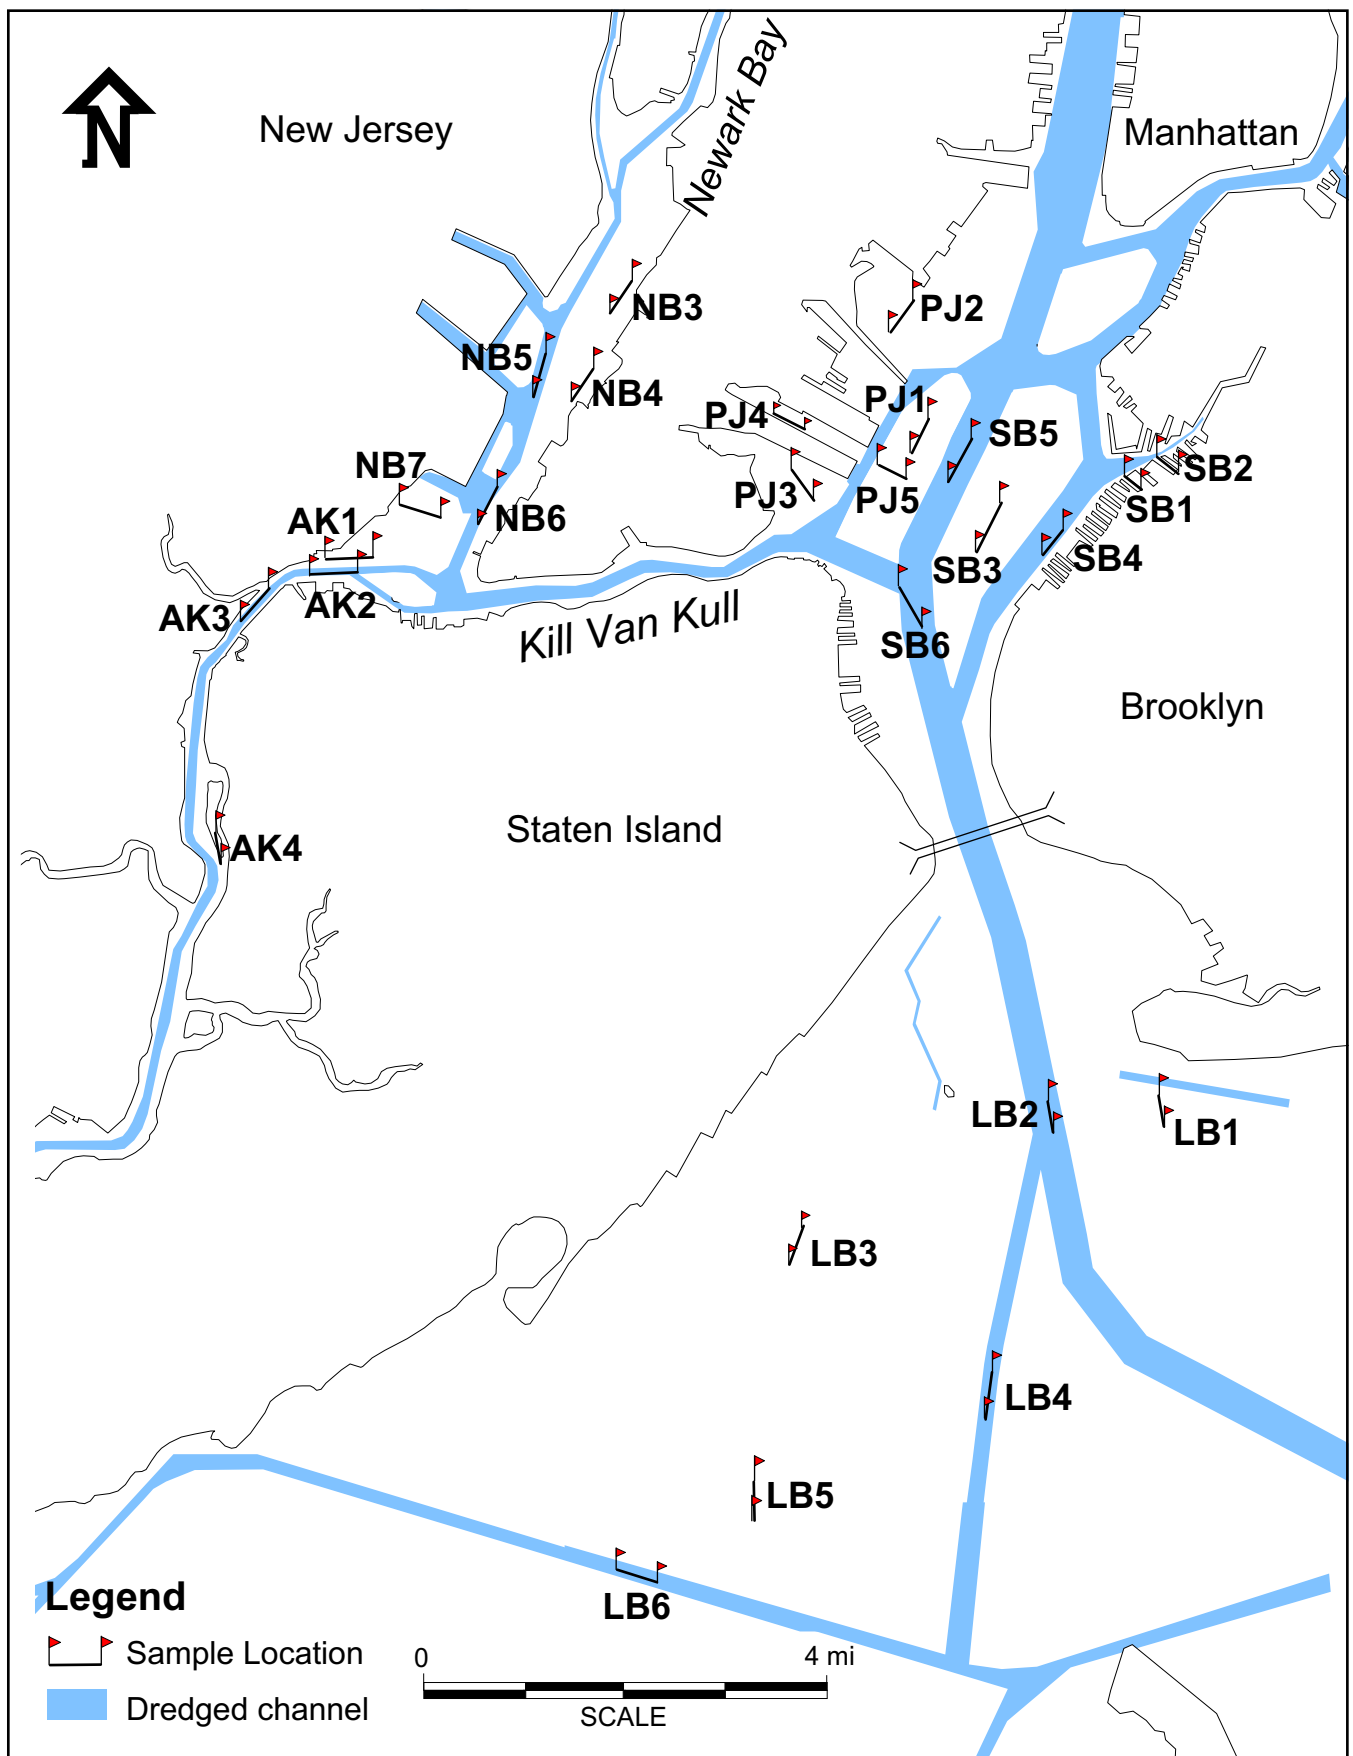 N
New Jersey
Newark Bay
Manhattan
NB3
PJ2
NB5
NB4
PJ4
PJ1
SB5
NB7
PJ3
PJ5
SB2
SB1
AK1
NB6
SB3
SB4
AK3
AK2
Kill Van Kull
SB6
Brooklyn
Staten Island
AK4
LB2
LB1
LB3
LB4
LB5
Legend
LB6
Sample Location
0
4 mi
Dredged channel
SCALE